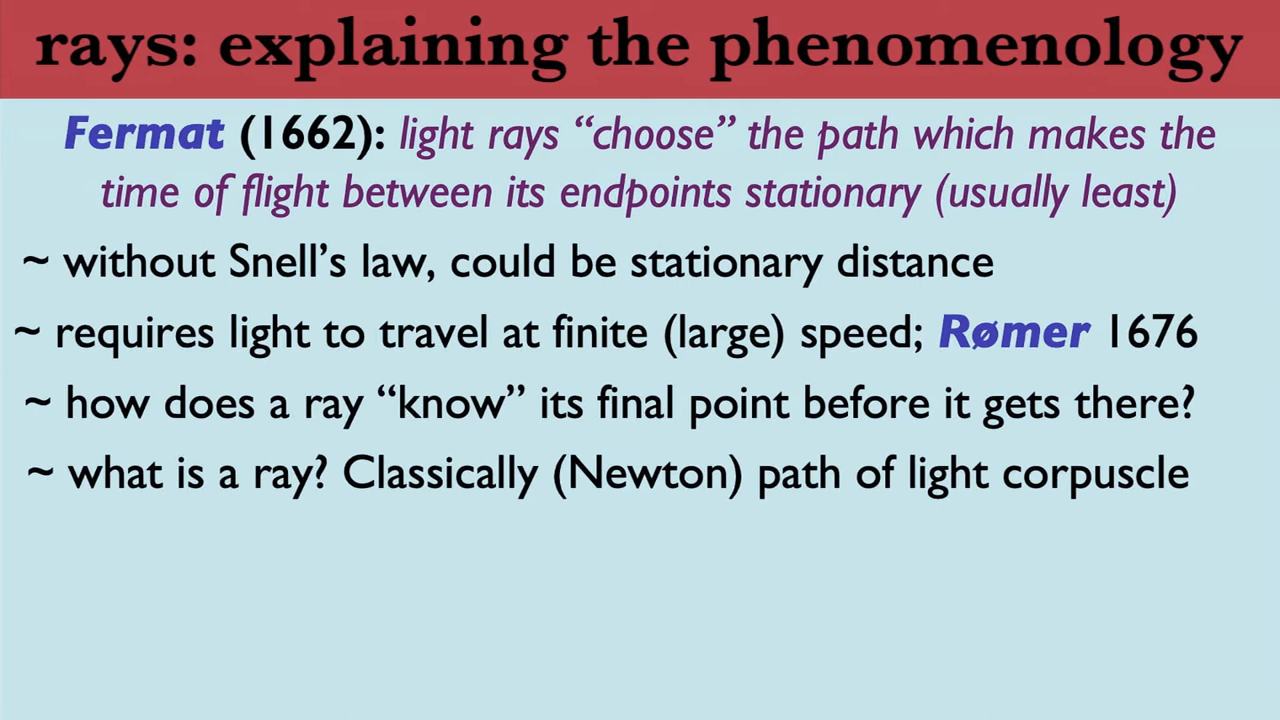 rays: explaining the phenomenology
Fermat (1662): light rays “choose” the path which makes the
time of flight between its endpoints stationary (usually least)
~ without Snell’s law, could be stationary distance
~ requires light to travel at finite (large) speed; Rømer 1676
~ how does a ray “know” its final point before it gets there?
~ what is a ray? Classically (Newton) path of light corpuscle